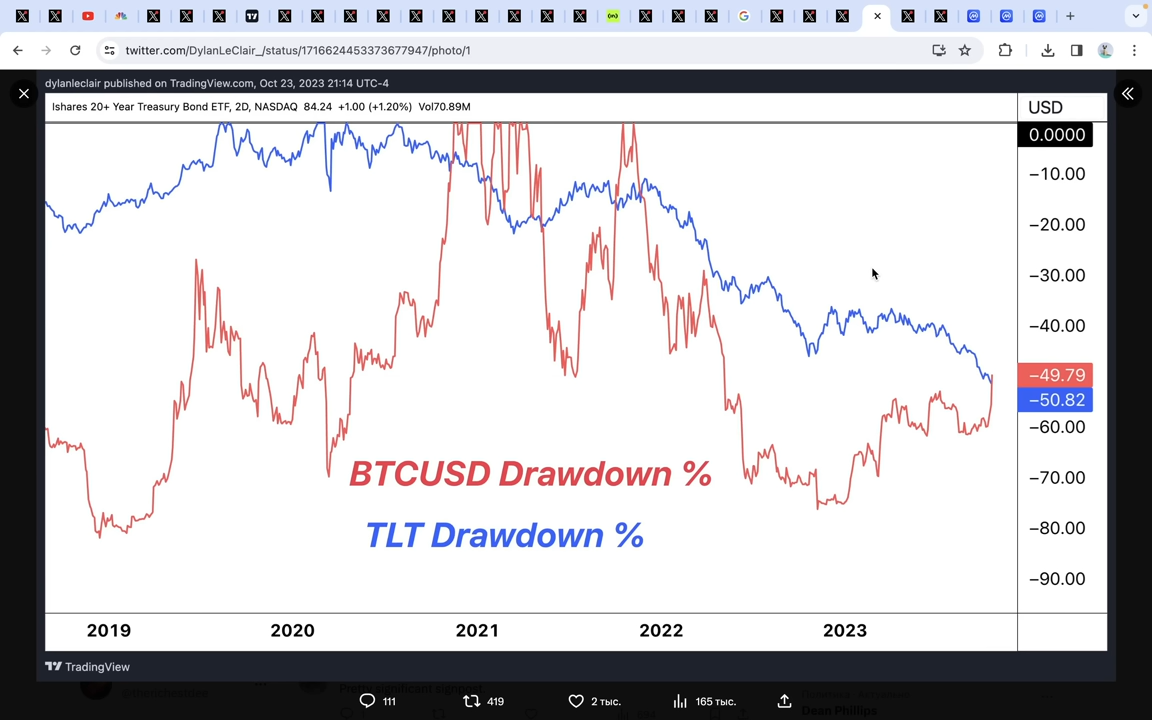 twitter.com/DylanLeClair_/status/1716624453373677947/photo/1
dylanleclair published on TradingView.com, Oct 23, 2023 21:14 UTC-4
Ishares 20+ Year Treasury Bond ETF, 2D, NASDAQ 84.24 +1.00 (+1.20%) Vol70.89M
USD
0.0000
−10.00
−20.00
−30.00
−40.00
−49.79
−50.82
−60.00
−70.00
−80.00
−90.00
BTCUSD Drawdown %
TLT Drawdown %
2019 2020 2021 2022 2023
TradingView
111 419 2 тыс. 165 тыс.
Dean Phillips